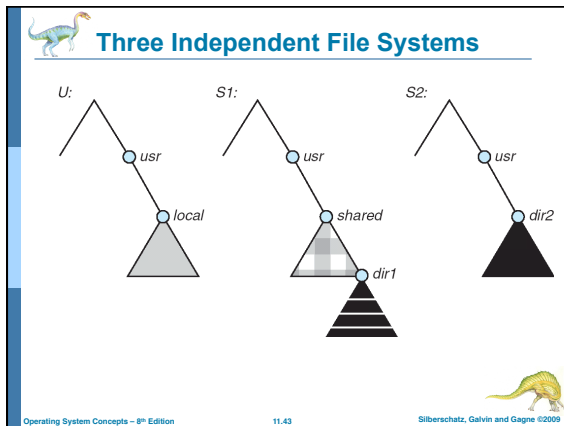 Three Independent File Systems
U:
S1:
S2:
usr
usr
usr
local
shared
dir2
dir1
Operating System Concepts – 8th Edition
11.43
Silberschatz, Galvin and Gagne ©2009